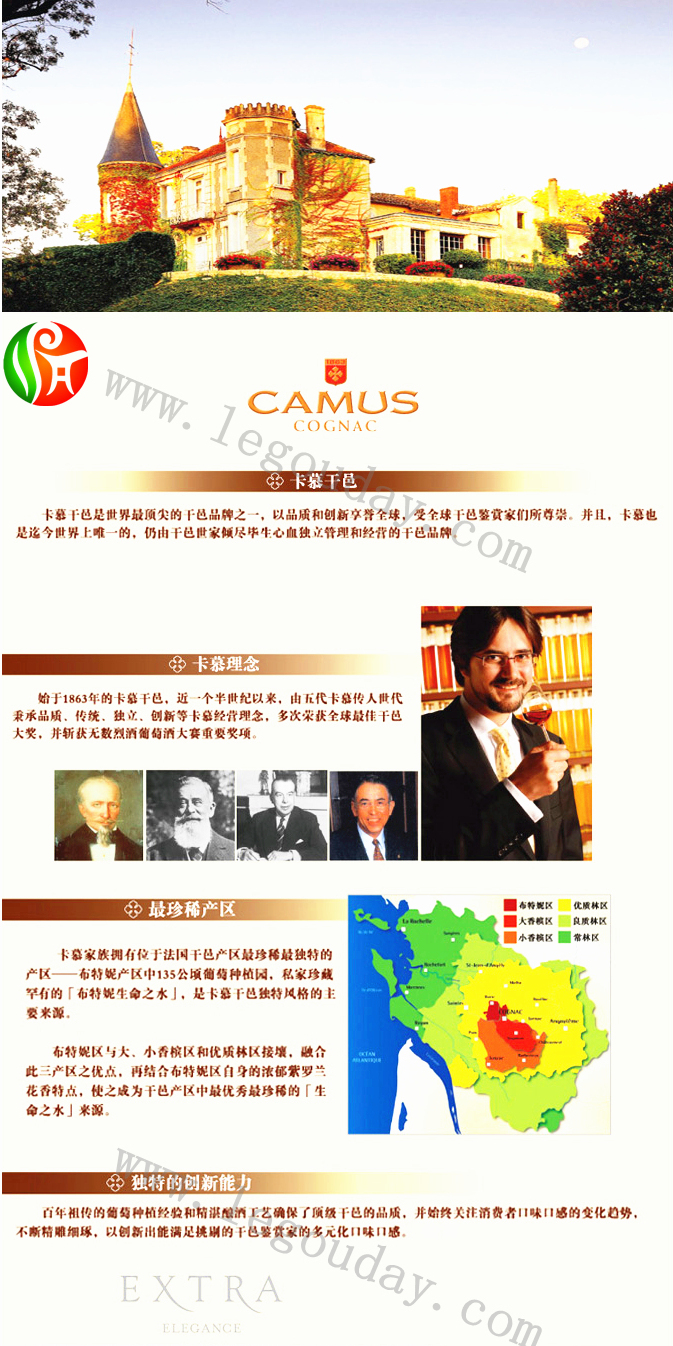 1863
CAMUS
COGNAC
www.legouday.com
卡慕干邑
卡慕干邑是世界最顶尖的干邑品牌之一，以品质和创新享誉全球，受全球干邑鉴赏家们所尊崇。并且，卡慕也
是迄今世界上唯一的，仍由干邑世家倾尽毕生心血独立管理和经营的干邑品牌。
卡慕理念
始于1863年的卡慕干邑，近一个半世纪以来，由五代卡慕传人世代
秉承品质、传统、独立、创新等卡慕经营理念，多次荣获全球最佳干邑
大奖，并斩获无数烈酒葡萄酒大赛重要奖项。
最珍稀产区
卡慕家族拥有位于法国干邑产区最珍稀最独特的
产区——布特妮产区中135公顷葡萄种植园，私家珍藏
罕有的「布特妮生命之水」，是卡慕干邑独特风格的主
要来源。
布特妮区与大、小香槟区和优质林区接壤，融合
此三产区之优点，再结合布特妮区自身的浓郁紫罗兰
花香特点，使之成为干邑产区中最优秀最珍稀的「生
命之水」来源。
布特妮区 优质林区
大香槟区 良质林区
小香槟区 常林区
La Rochelle
Rochefort
St-Jean-d'Angély
Saintes
Royan
COGNAC
Angoulême
Jonzac
OCÉAN
ATLANTIQUE
独特的创新能力
百年祖传的葡萄种植经验和精湛酿酒工艺确保了顶级干邑的品质，并始终关注消费者口味口感的变化趋势，
不断精雕细琢，以创新出能满足挑剔的干邑鉴赏家的多元化口味口感。
www.legouday.com
EXTRA
ELEGANCE